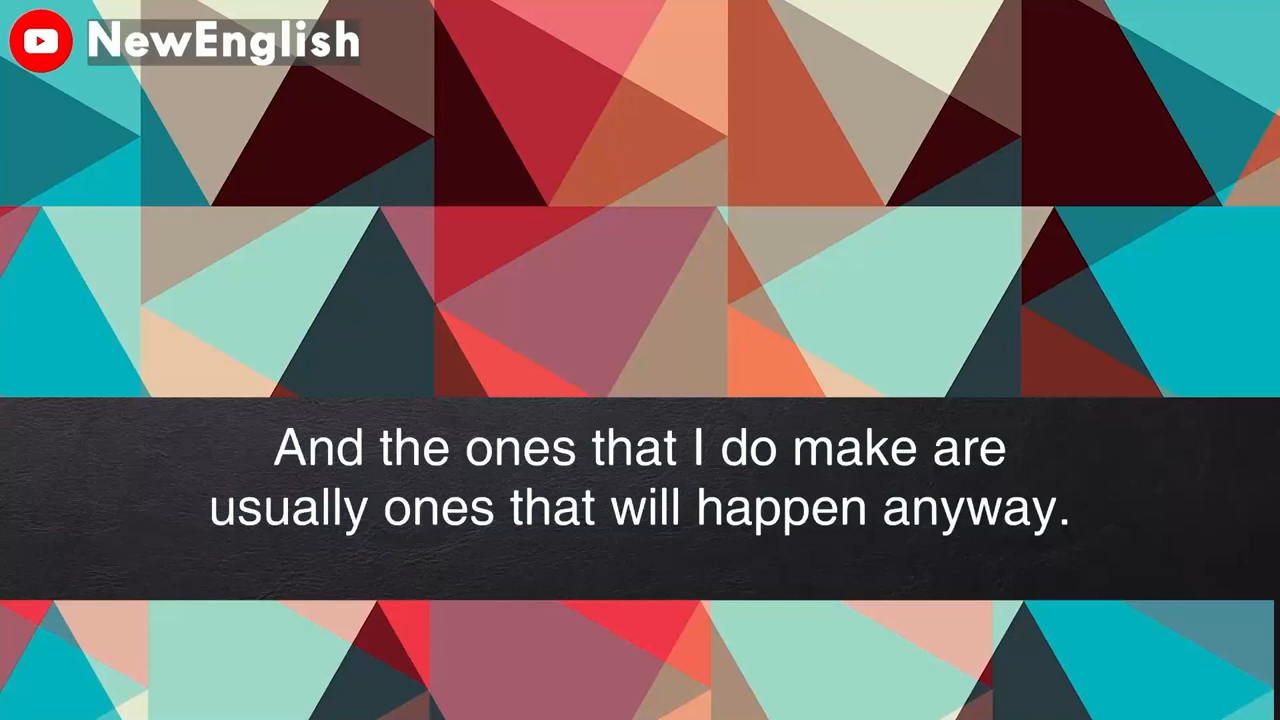 NewEnglish
And the ones that I do make are
usually ones that will happen anyway.